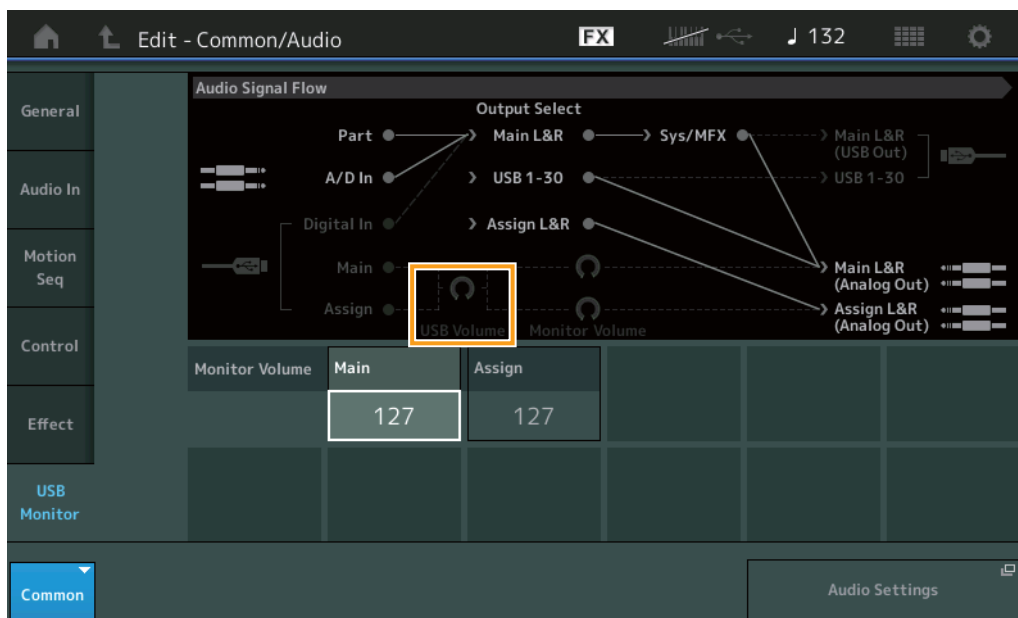 Edit - Common/Audio
FX
132
General
Audio In
Motion
Seq
Control
Effect
USB
Monitor
Common
Audio Signal Flow
Output Select
Part
Main L&R
Sys/MFX
Main L&R
(USB Out)
A/D In
USB 1-30
USB 1-30
Digital In
Assign L&R
Main
Main L&R
(Analog Out)
Assign
Assign L&R
(Analog Out)
USB Volume
Monitor Volume
Monitor Volume
Main
Assign
127
127
Audio Settings